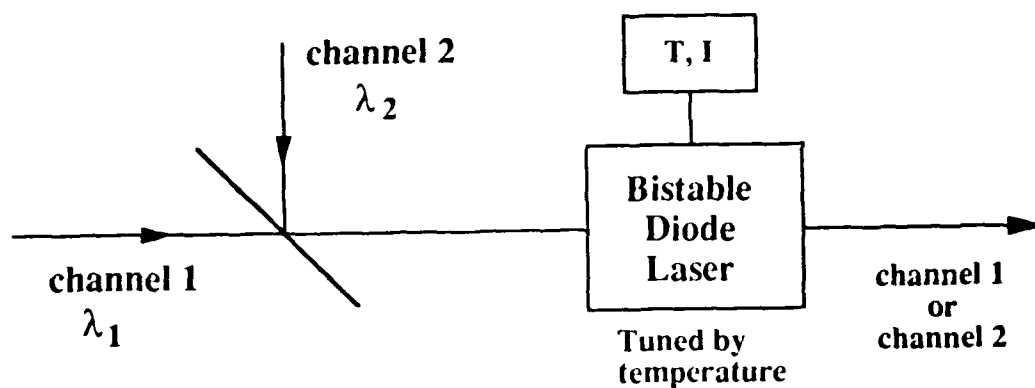 channel 2
λ2
T, I
Bistable
Diode
Laser
channel 1
λ1
channel 1
or
channel 2
Tuned by
temperature